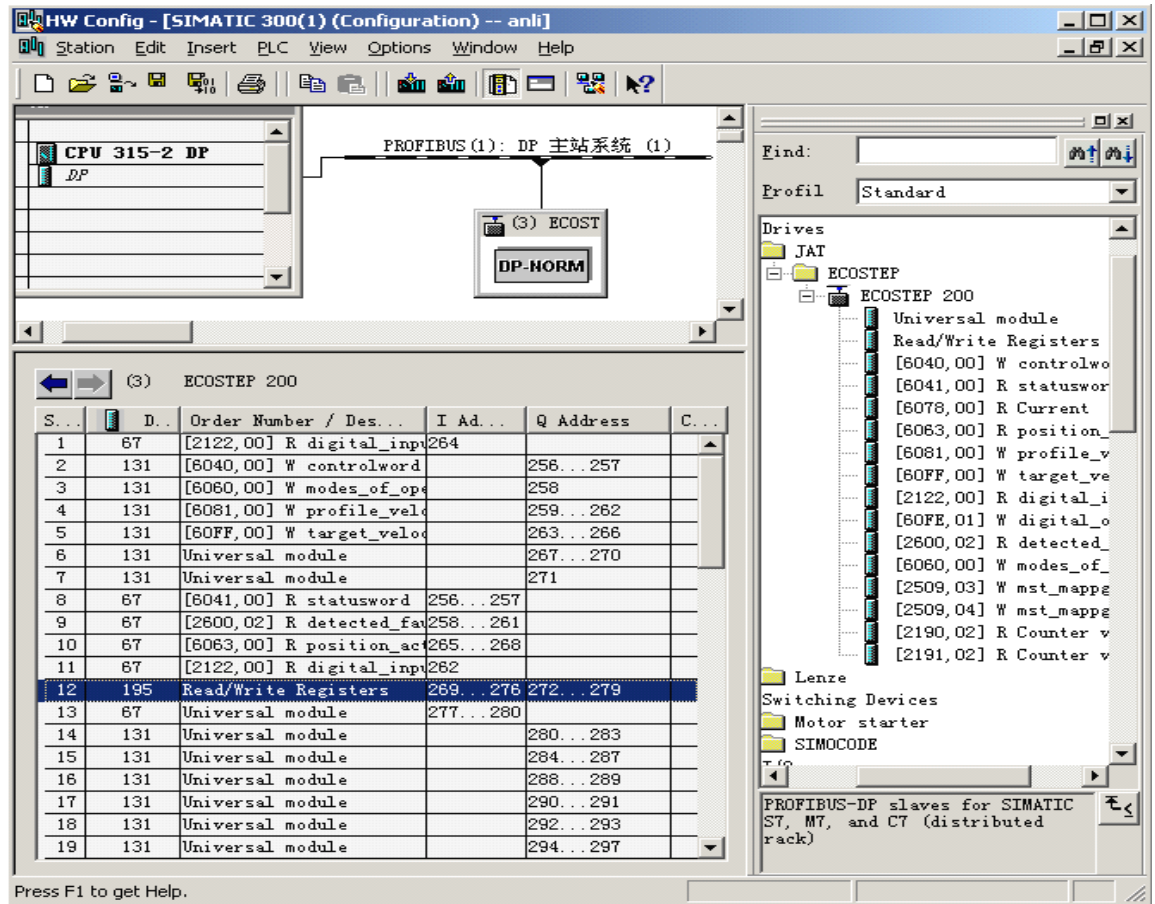 HW Config - [SIMATIC 300(1) (Configuration) -- anli]
Station Edit Insert PLC View Options Window Help
CPU 315-2 DP
DP
PROFIBUS(1): DP 主站系统 (1)
(3) ECOST
DP-NORM
Find:
Profil Standard
Drives
JAT
ECOSTEP
ECOSTEP 200
Universal module
Read/Write Registers
[6040,00] W controlwo
[6041,00] R statuswor
[6078,00] R Current
[6063,00] R position_
[6081,00] W profile_v
[60FF,00] W target_ve
[2122,00] R digital_i
[60FE,01] W digital_o
[2600,02] R detected_
[6060,00] W modes_of_
[2509,03] W mst_mappg
[2509,04] W mst_mappg
[2190,02] R Counter v
[2191,02] R Counter v
Lenze
Switching Devices
Motor starter
SIMOCODE
PROFIBUS-DP slaves for SIMATIC
S7, M7, and C7 (distributed
rack)
(3) ECOSTEP 200
S... D.. Order Number / Des... I Ad... Q Address C...
1 67 [2122,00] R digital_inpu 264
2 131 [6040,00] W controlword 256...257
3 131 [6060,00] W modes_of_ope 258
4 131 [6081,00] W profile_velo 259...262
5 131 [60FF,00] W target_veloc 263...266
6 131 Universal module 267...270
7 131 Universal module 271
8 67 [6041,00] R statusword 256...257
9 67 [2600,02] R detected_fau 258...261
10 67 [6063,00] R position_act 265...268
11 67 [2122,00] R digital_inpu 262
12 195 Read/Write Registers 269...276 272...279
13 67 Universal module 277...280
14 131 Universal module 280...283
15 131 Universal module 284...287
16 131 Universal module 288...289
17 131 Universal module 290...291
18 131 Universal module 292...293
19 131 Universal module 294...297
Press F1 to get Help.